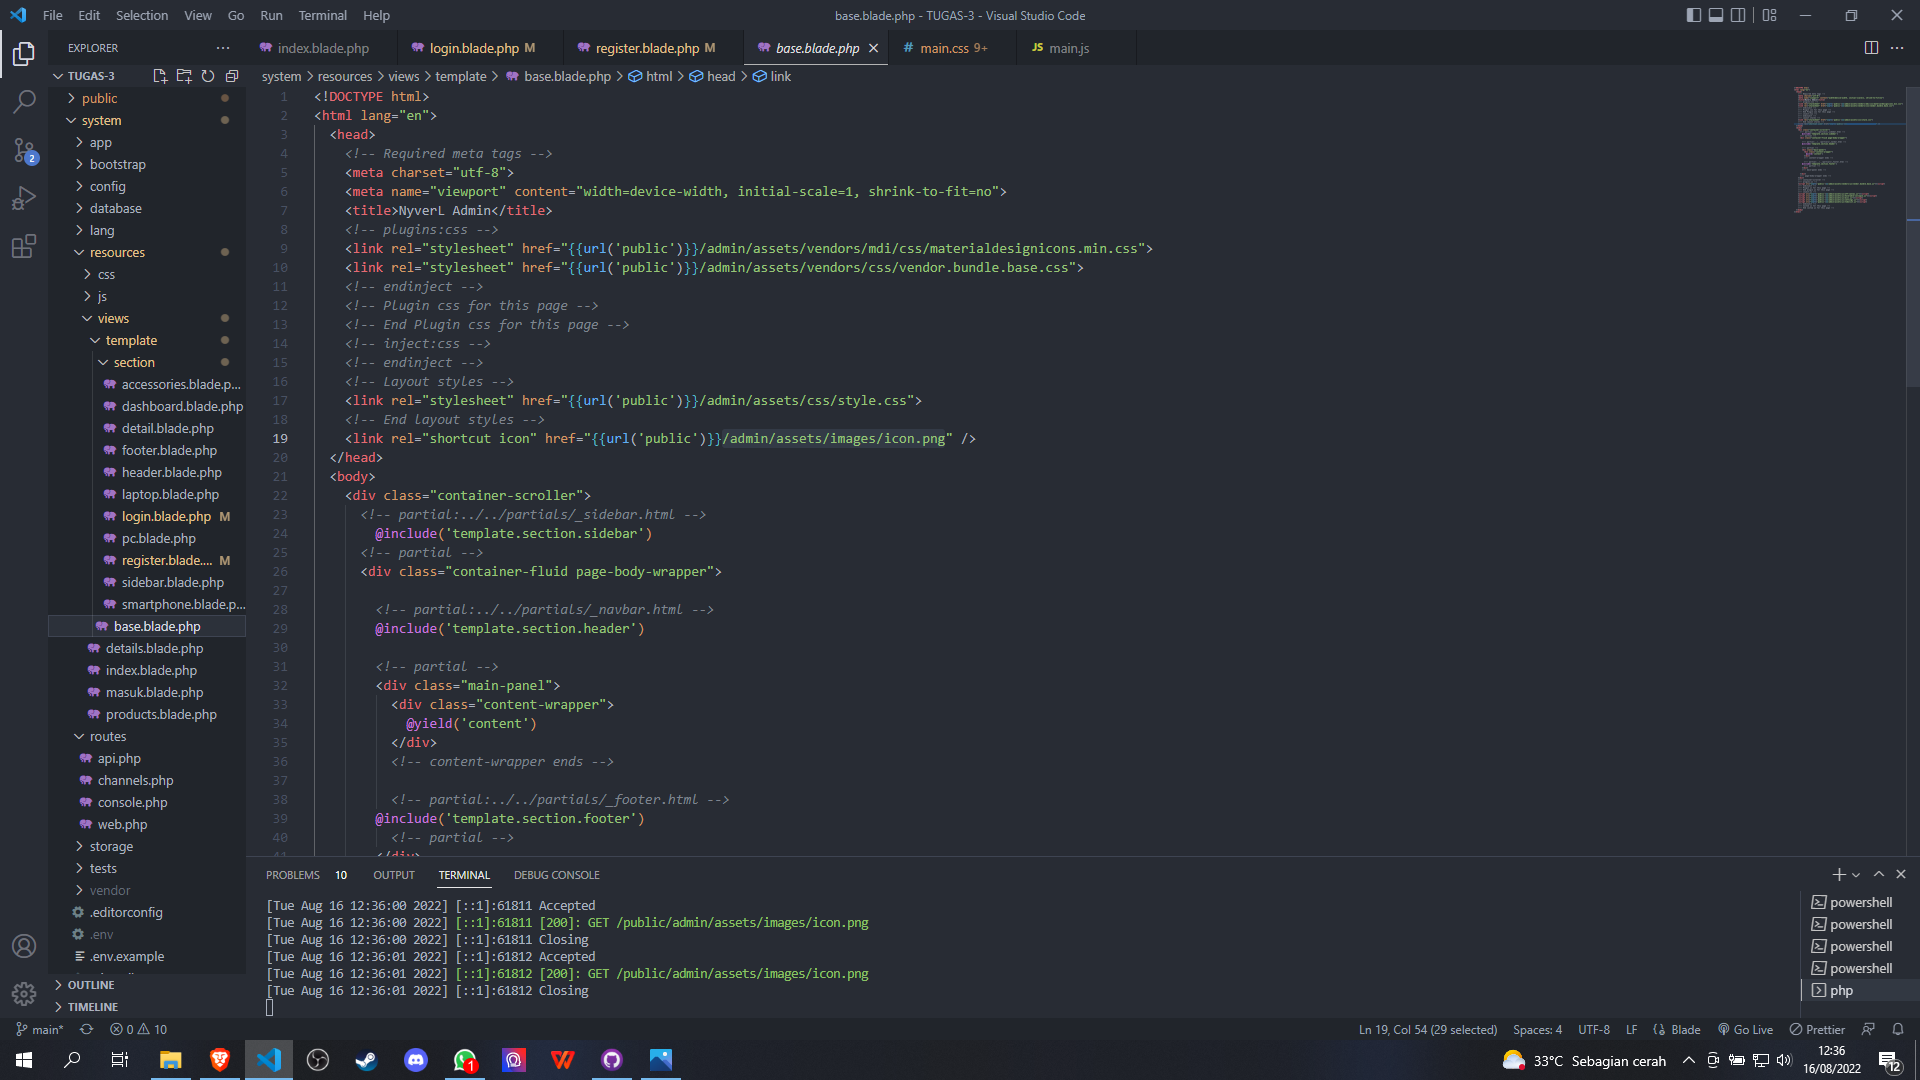 File Edit Selection View Go Run Terminal Help
base.blade.php - TUGAS-3 - Visual Studio Code
EXPLORER
index.blade.php
login.blade.php M
register.blade.php M
base.blade.php
# main.css 9+
JS main.js
TUGAS-3
system > resources > views > template > base.blade.php > html > head > link
public
system
app
bootstrap
config
database
lang
resources
css
js
views
template
section
accessories.blade.p...
dashboard.blade.php
detail.blade.php
footer.blade.php
header.blade.php
laptop.blade.php
login.blade.php M
pc.blade.php
register.blade.... M
sidebar.blade.php
smartphone.blade.p...
base.blade.php
details.blade.php
index.blade.php
masuk.blade.php
products.blade.php
routes
api.php
channels.php
console.php
web.php
storage
tests
vendor
.editorconfig
.env
.env.example
OUTLINE
TIMELINE
2
1 <!DOCTYPE html>
2 <html lang="en">
3 <head>
4 <!-- Required meta tags -->
5 <meta charset="utf-8">
6 <meta name="viewport" content="width=device-width, initial-scale=1, shrink-to-fit=no">
7 <title>NyverL Admin</title>
8 <!-- plugins:css -->
9 <link rel="stylesheet" href="{{url('public')}}/admin/assets/vendors/mdi/css/materialdesignicons.min.css">
10 <link rel="stylesheet" href="{{url('public')}}/admin/assets/vendors/css/vendor.bundle.base.css">
11 <!-- endinject -->
12 <!-- Plugin css for this page -->
13 <!-- End Plugin css for this page -->
14 <!-- inject:css -->
15 <!-- endinject -->
16 <!-- Layout styles -->
17 <link rel="stylesheet" href="{{url('public')}}/admin/assets/css/style.css">
18 <!-- End layout styles -->
19 <link rel="shortcut icon" href="{{url('public')}}/admin/assets/images/icon.png" />
20 </head>
21 <body>
22 <div class="container-scroller">
23 <!-- partial:../../partials/_sidebar.html -->
24 @include('template.section.sidebar')
25 <!-- partial -->
26 <div class="container-fluid page-body-wrapper">
27
28 <!-- partial:../../partials/_navbar.html -->
29 @include('template.section.header')
30
31 <!-- partial -->
32 <div class="main-panel">
33 <div class="content-wrapper">
34 @yield('content')
35 </div>
36 <!-- content-wrapper ends -->
37
38 <!-- partial:../../partials/_footer.html -->
39 @include('template.section.footer')
40 <!-- partial -->
41 </div>
PROBLEMS 10 OUTPUT TERMINAL DEBUG CONSOLE
[Tue Aug 16 12:36:00 2022] [::1]:61811 Accepted
[Tue Aug 16 12:36:00 2022] [::1]:61811 [200]: GET /public/admin/assets/images/icon.png
[Tue Aug 16 12:36:00 2022] [::1]:61811 Closing
[Tue Aug 16 12:36:01 2022] [::1]:61812 Accepted
[Tue Aug 16 12:36:01 2022] [::1]:61812 [200]: GET /public/admin/assets/images/icon.png
[Tue Aug 16 12:36:01 2022] [::1]:61812 Closing
powershell
powershell
powershell
powershell
php
main* 0 10
Ln 19, Col 54 (29 selected) Spaces: 4 UTF-8 LF Blade Go Live Prettier
1
33°C Sebagian cerah
12:36
16/08/2022
12